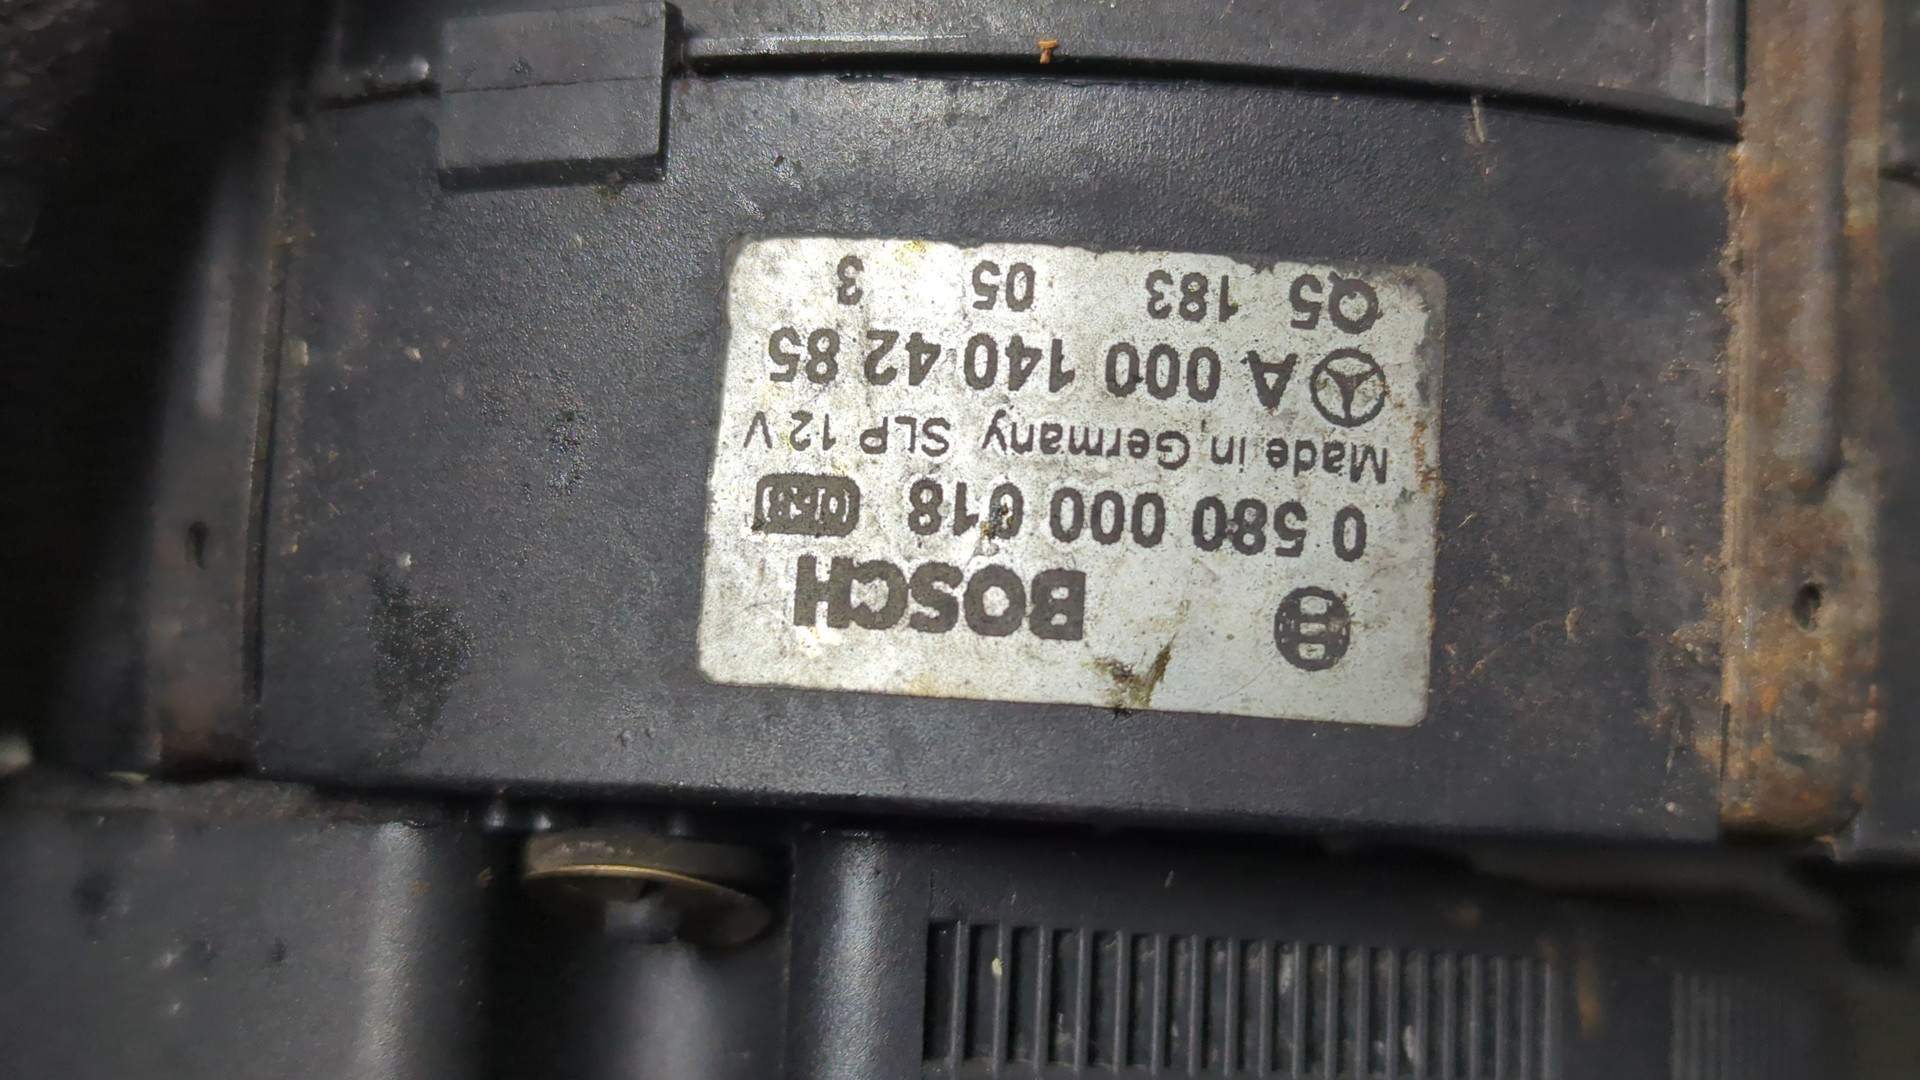 BOSCH
0 580 000 018
Made in Germany SLP 12 V
A 000 140 42 85
Q5 183 05 3